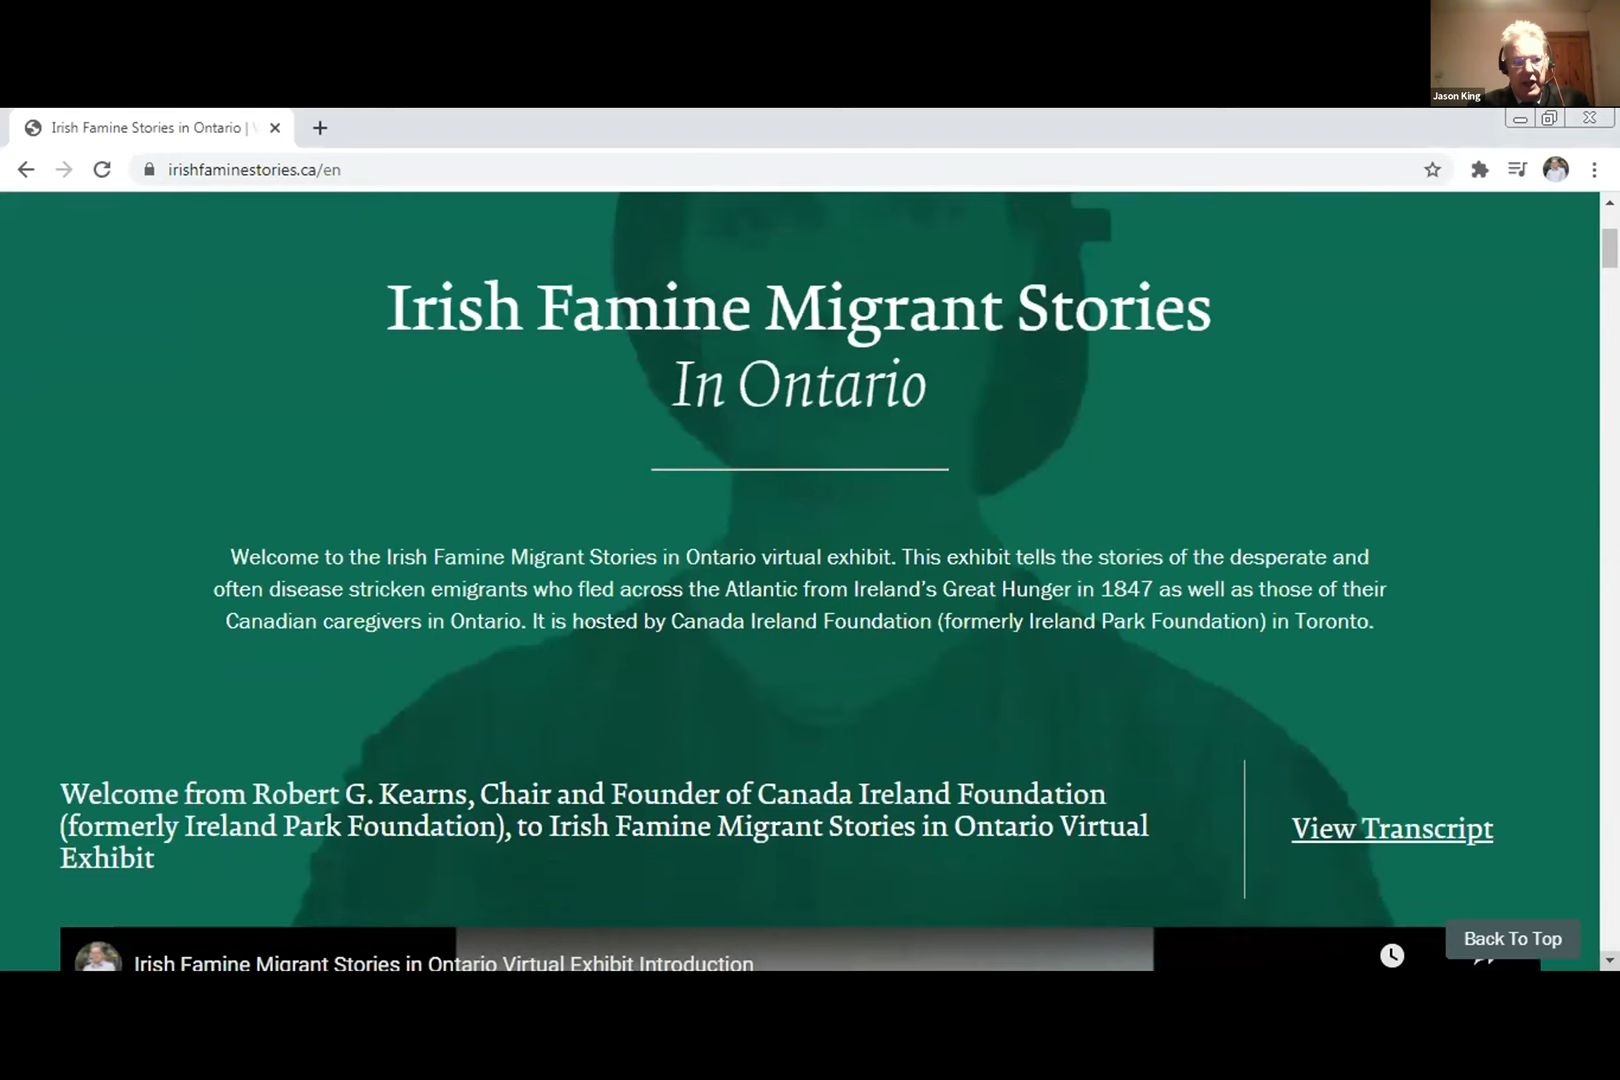 Jason King
Irish Famine Stories in Ontario |
irishfaminestories.ca/en
Irish Famine Migrant Stories
In Ontario
Welcome to the Irish Famine Migrant Stories in Ontario virtual exhibit. This exhibit tells the stories of the desperate and
often disease stricken emigrants who fled across the Atlantic from Ireland’s Great Hunger in 1847 as well as those of their
Canadian caregivers in Ontario. It is hosted by Canada Ireland Foundation (formerly Ireland Park Foundation) in Toronto.
Welcome from Robert G. Kearns, Chair and Founder of Canada Ireland Foundation
(formerly Ireland Park Foundation), to Irish Famine Migrant Stories in Ontario Virtual
Exhibit
View Transcript
Back To Top
Irish Famine Migrant Stories in Ontario Virtual Exhibit Introduction